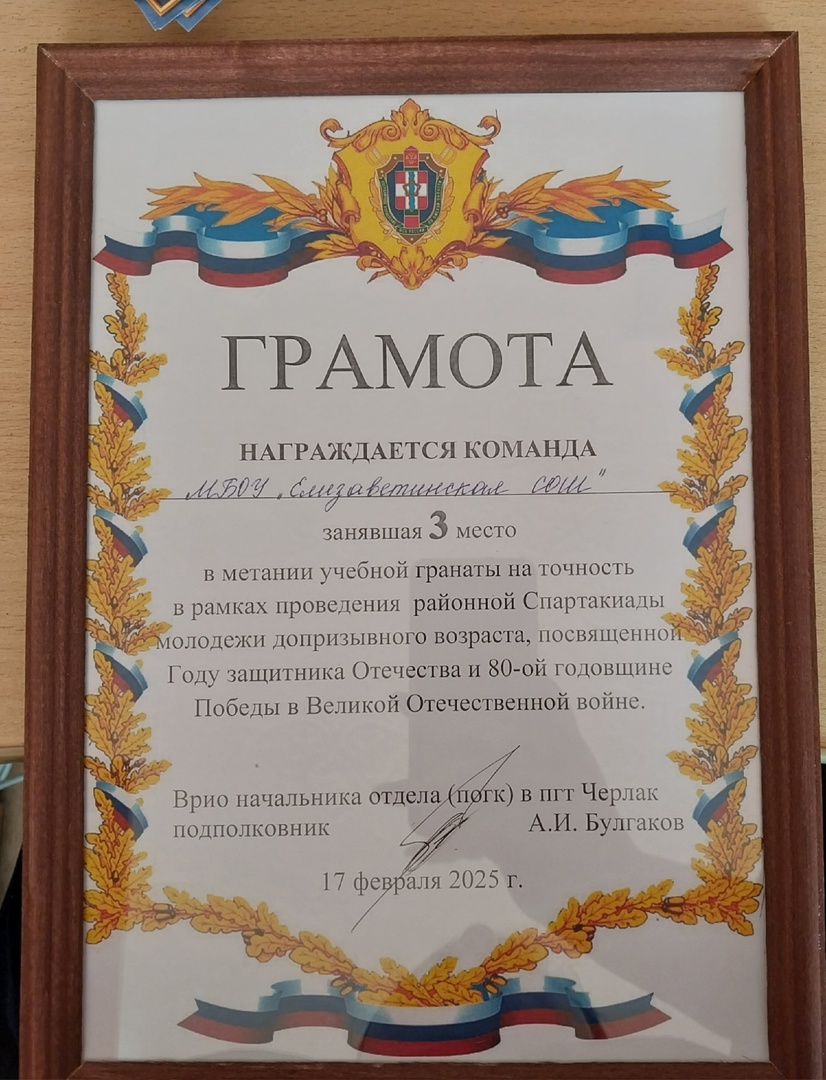 ГРАМОТА
НАГРАЖДАЕТСЯ КОМАНДА
МБОУ „Елизаветинская СОШ"
занявшая 3 место
в метании учебной гранаты на точность
в рамках проведения районной Спартакиады
молодежи допризывного возраста, посвященной
Году защитника Отечества и 80-ой годовщине
Победы в Великой Отечественной войне.
Врио начальника отдела (погк) в пгт Черлак
подполковник А.И. Булгаков
17 февраля 2025 г.